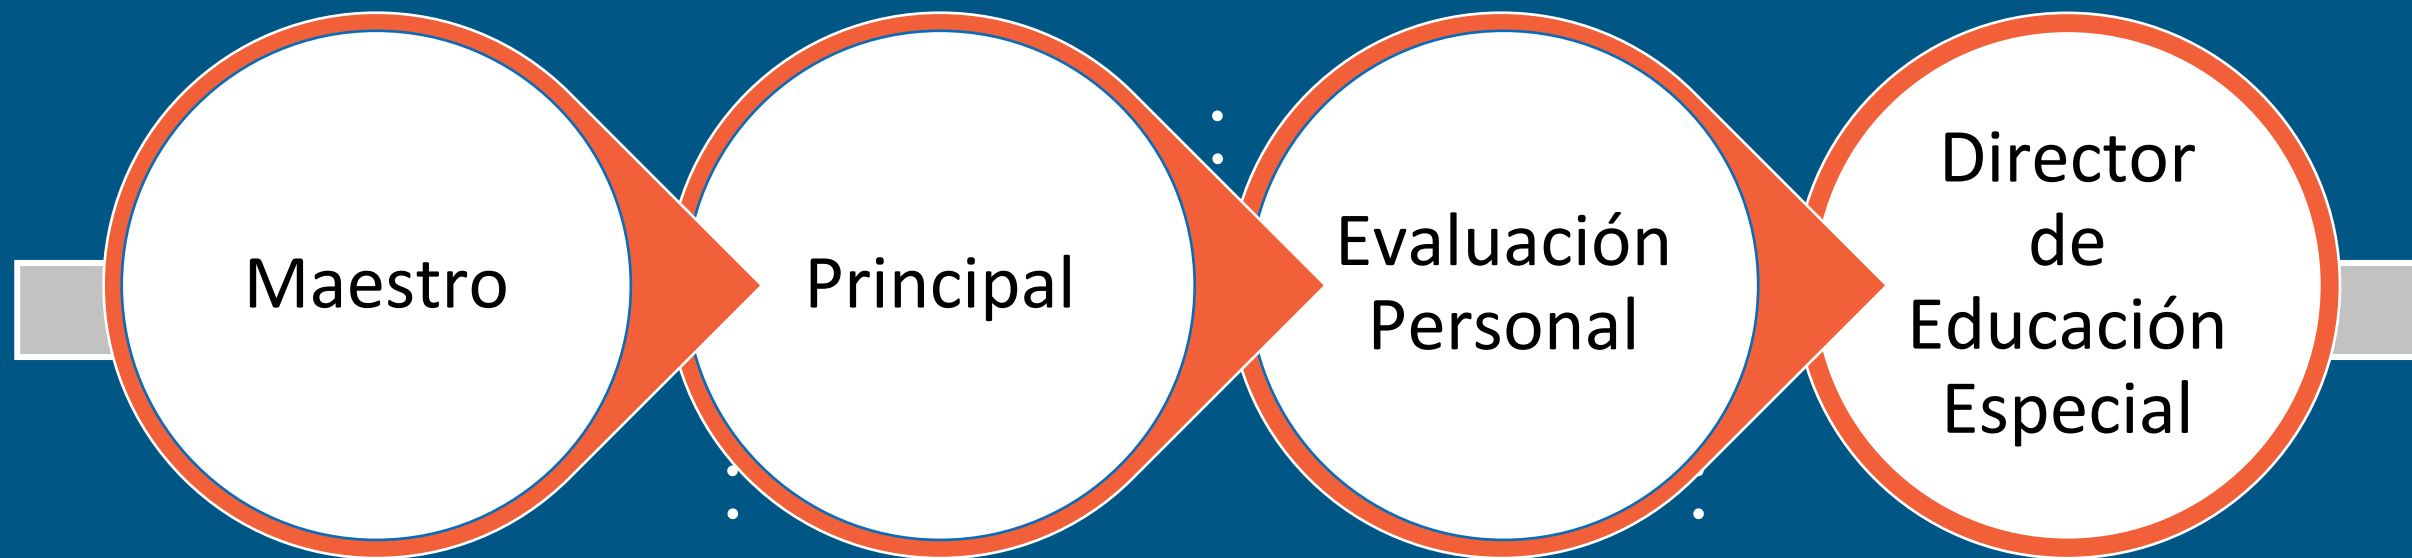 Maestro
Principal
Evaluación
Personal
Director
de
Educación
Especial